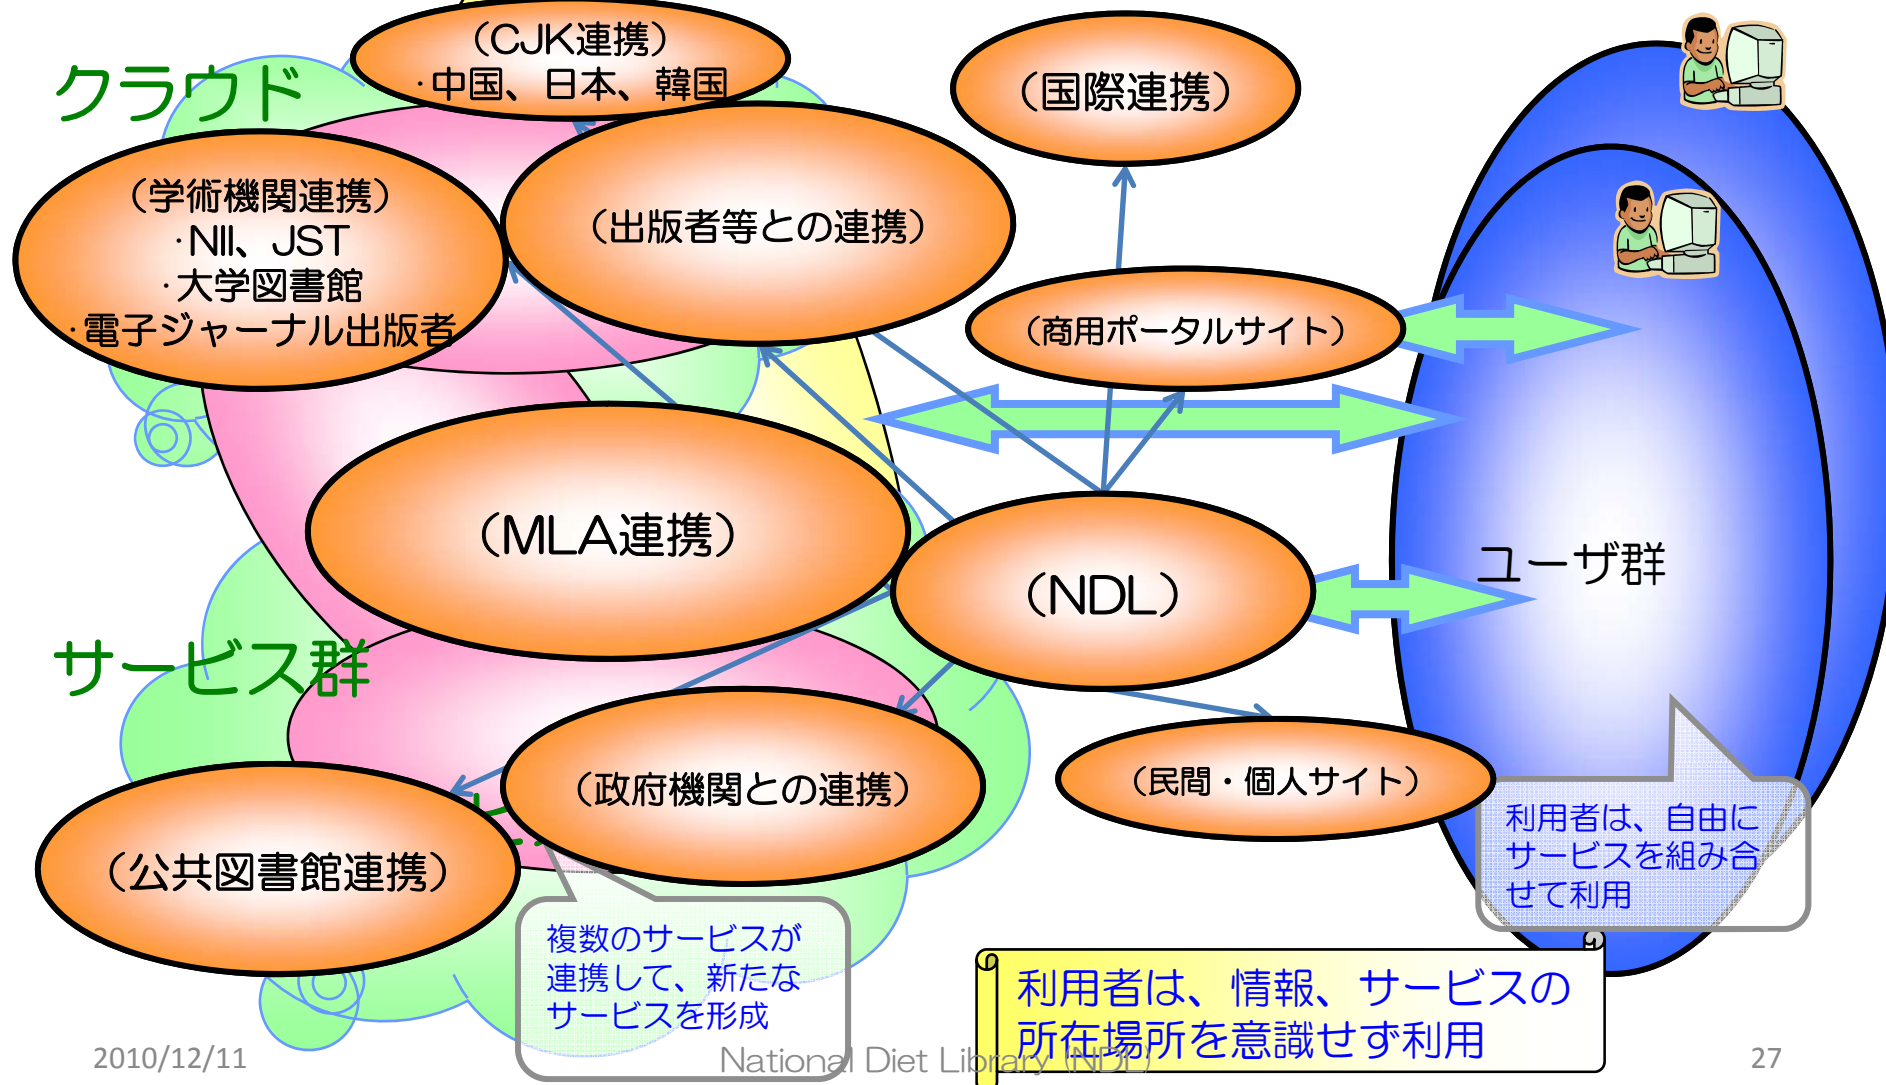 （CJK連携）
・中国、日本、韓国
クラウド
（国際連携）
（学術機関連携）
・NII、JST
・大学図書館
・電子ジャーナル出版者
（出版者等との連携）
（商用ポータルサイト）
（MLA連携）
（NDL）
ユーザ群
サービス群
（政府機関との連携）
（民間・個人サイト）
（公共図書館連携）
利用者は、自由に
サービスを組み合
せて利用
複数のサービスが
連携して、新たな
サービスを形成
利用者は、情報、サービスの
所在場所を意識せず利用
2010/12/11
National Diet Library (NDL)
27